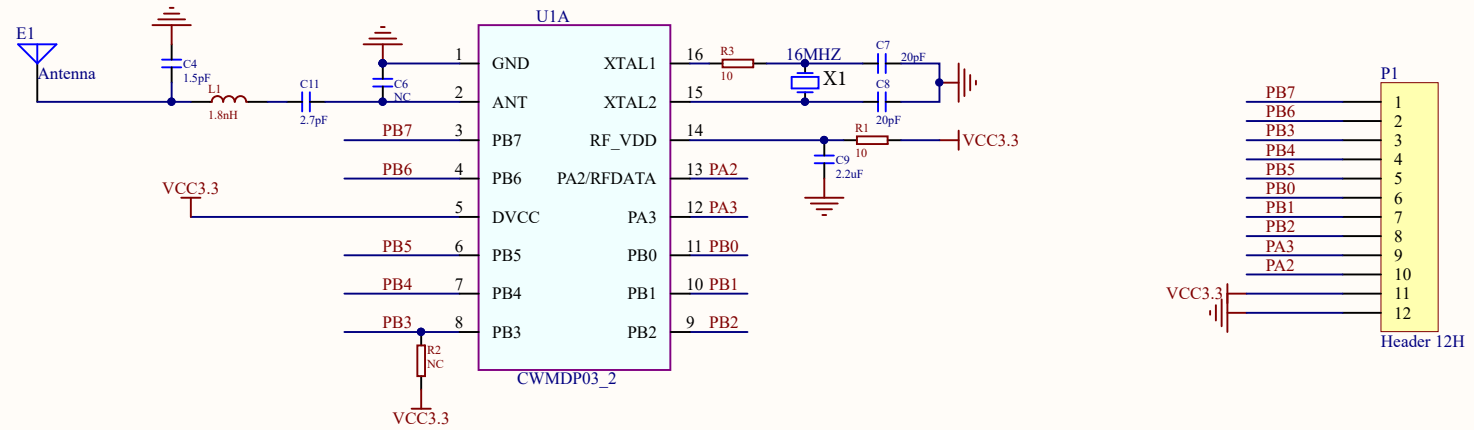 E1
Antenna
C4
1.5pF
L1
1.8nH
C11
2.7pF
C6
NC
U1A
1 GND
2 ANT
PB7 3 PB7
PB6 4 PB6
VCC3.3
5 DVCC
PB5 6 PB5
PB4 7 PB4
PB3 8 PB3
R2
NC
VCC3.3
CWMDP03_2
XTAL1 16
XTAL2 15
RF_VDD 14
PA2/RFDATA 13 PA2
PA3 12 PA3
PB0 11 PB0
PB1 10 PB1
PB2 9 PB2
R3
10
16MHZ
X1
C7
20pF
C8
20pF
R1
10
VCC3.3
C9
2.2uF
P1
PB7 1
PB6 2
PB3 3
PB4 4
PB5 5
PB0 6
PB1 7
PB2 8
PA3 9
PA2 10
VCC3.3 11
12
Header 12H